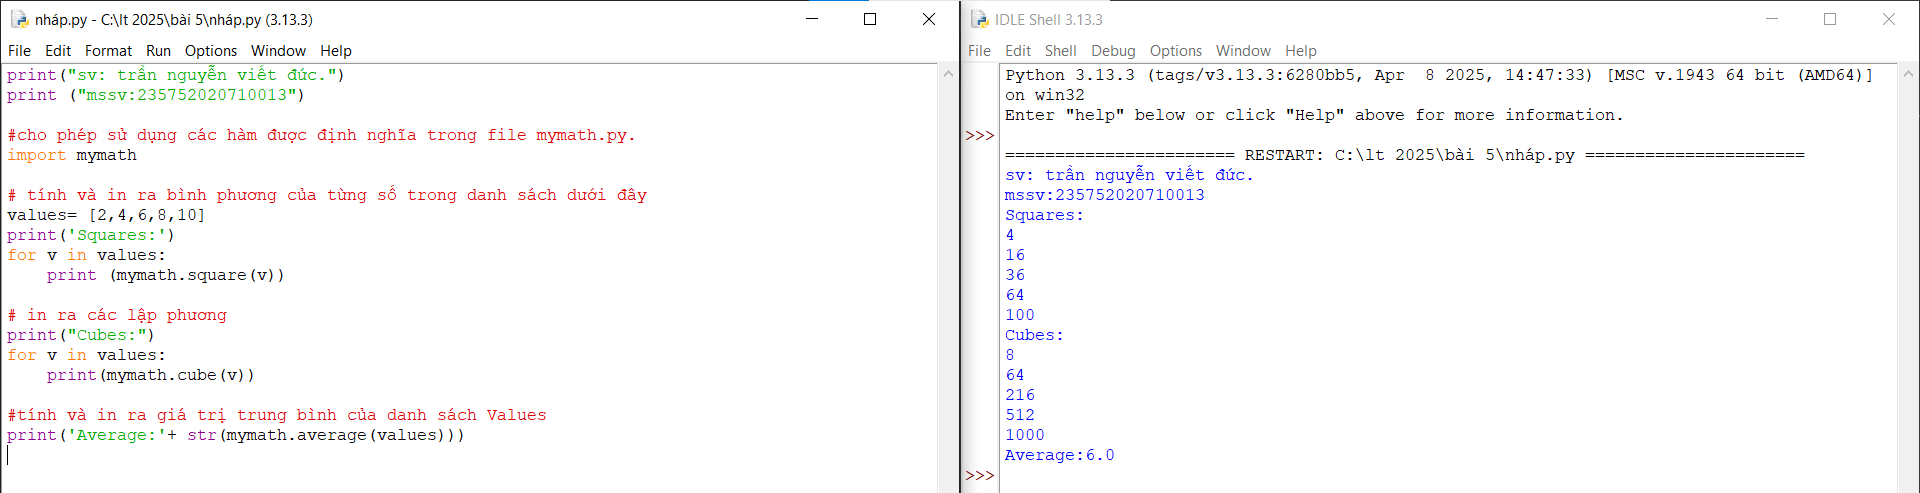 nháp.py - C:\lt 2025\bài 5\nháp.py (3.13.3)
File Edit Format Run Options Window Help
print("sv: trần nguyễn viết đức.")
print ("mssv:235752020710013")
#cho phép sử dụng các hàm được định nghĩa trong file mymath.py.
import mymath
# tính và in ra bình phương của từng số trong danh sách dưới đây
values= [2,4,6,8,10]
print('Squares:')
for v in values:
    print (mymath.square(v))
# in ra các lập phương
print("Cubes:")
for v in values:
    print(mymath.cube(v))
#tính và in ra giá trị trung bình của danh sách Values
print('Average:'+ str(mymath.average(values)))
IDLE Shell 3.13.3
File Edit Shell Debug Options Window Help
Python 3.13.3 (tags/v3.13.3:6280bb5, Apr  8 2025, 14:47:33) [MSC v.1943 64 bit (AMD64)]
on win32
Enter "help" below or click "Help" above for more information.
>>>
======================= RESTART: C:\lt 2025\bài 5\nháp.py ======================
sv: trần nguyễn viết đức.
mssv:235752020710013
Squares:
4
16
36
64
100
Cubes:
8
64
216
512
1000
Average:6.0
>>>